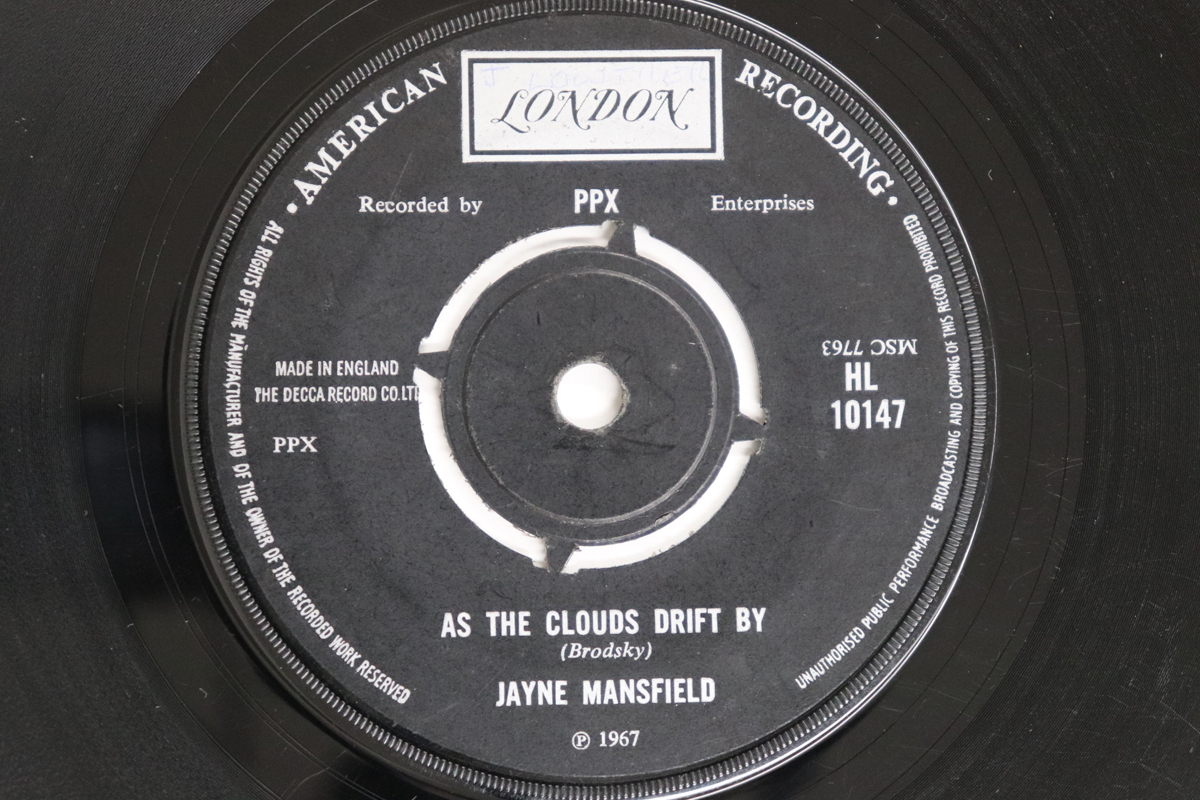 • AMERICAN RECORDING •
LONDON
Recorded by PPX Enterprises
ALL RIGHTS OF THE MANUFACTURER AND OF THE OWNER OF THE RECORDED WORK RESERVED
UNAUTHORISED PUBLIC PERFORMANCE BROADCASTING AND COPYING OF THIS RECORD PROHIBITED
MADE IN ENGLAND
THE DECCA RECORD CO. LTD
PPX
MSC 7763
HL
10147
AS THE CLOUDS DRIFT BY
(Brodsky)
JAYNE MANSFIELD
℗ 1967